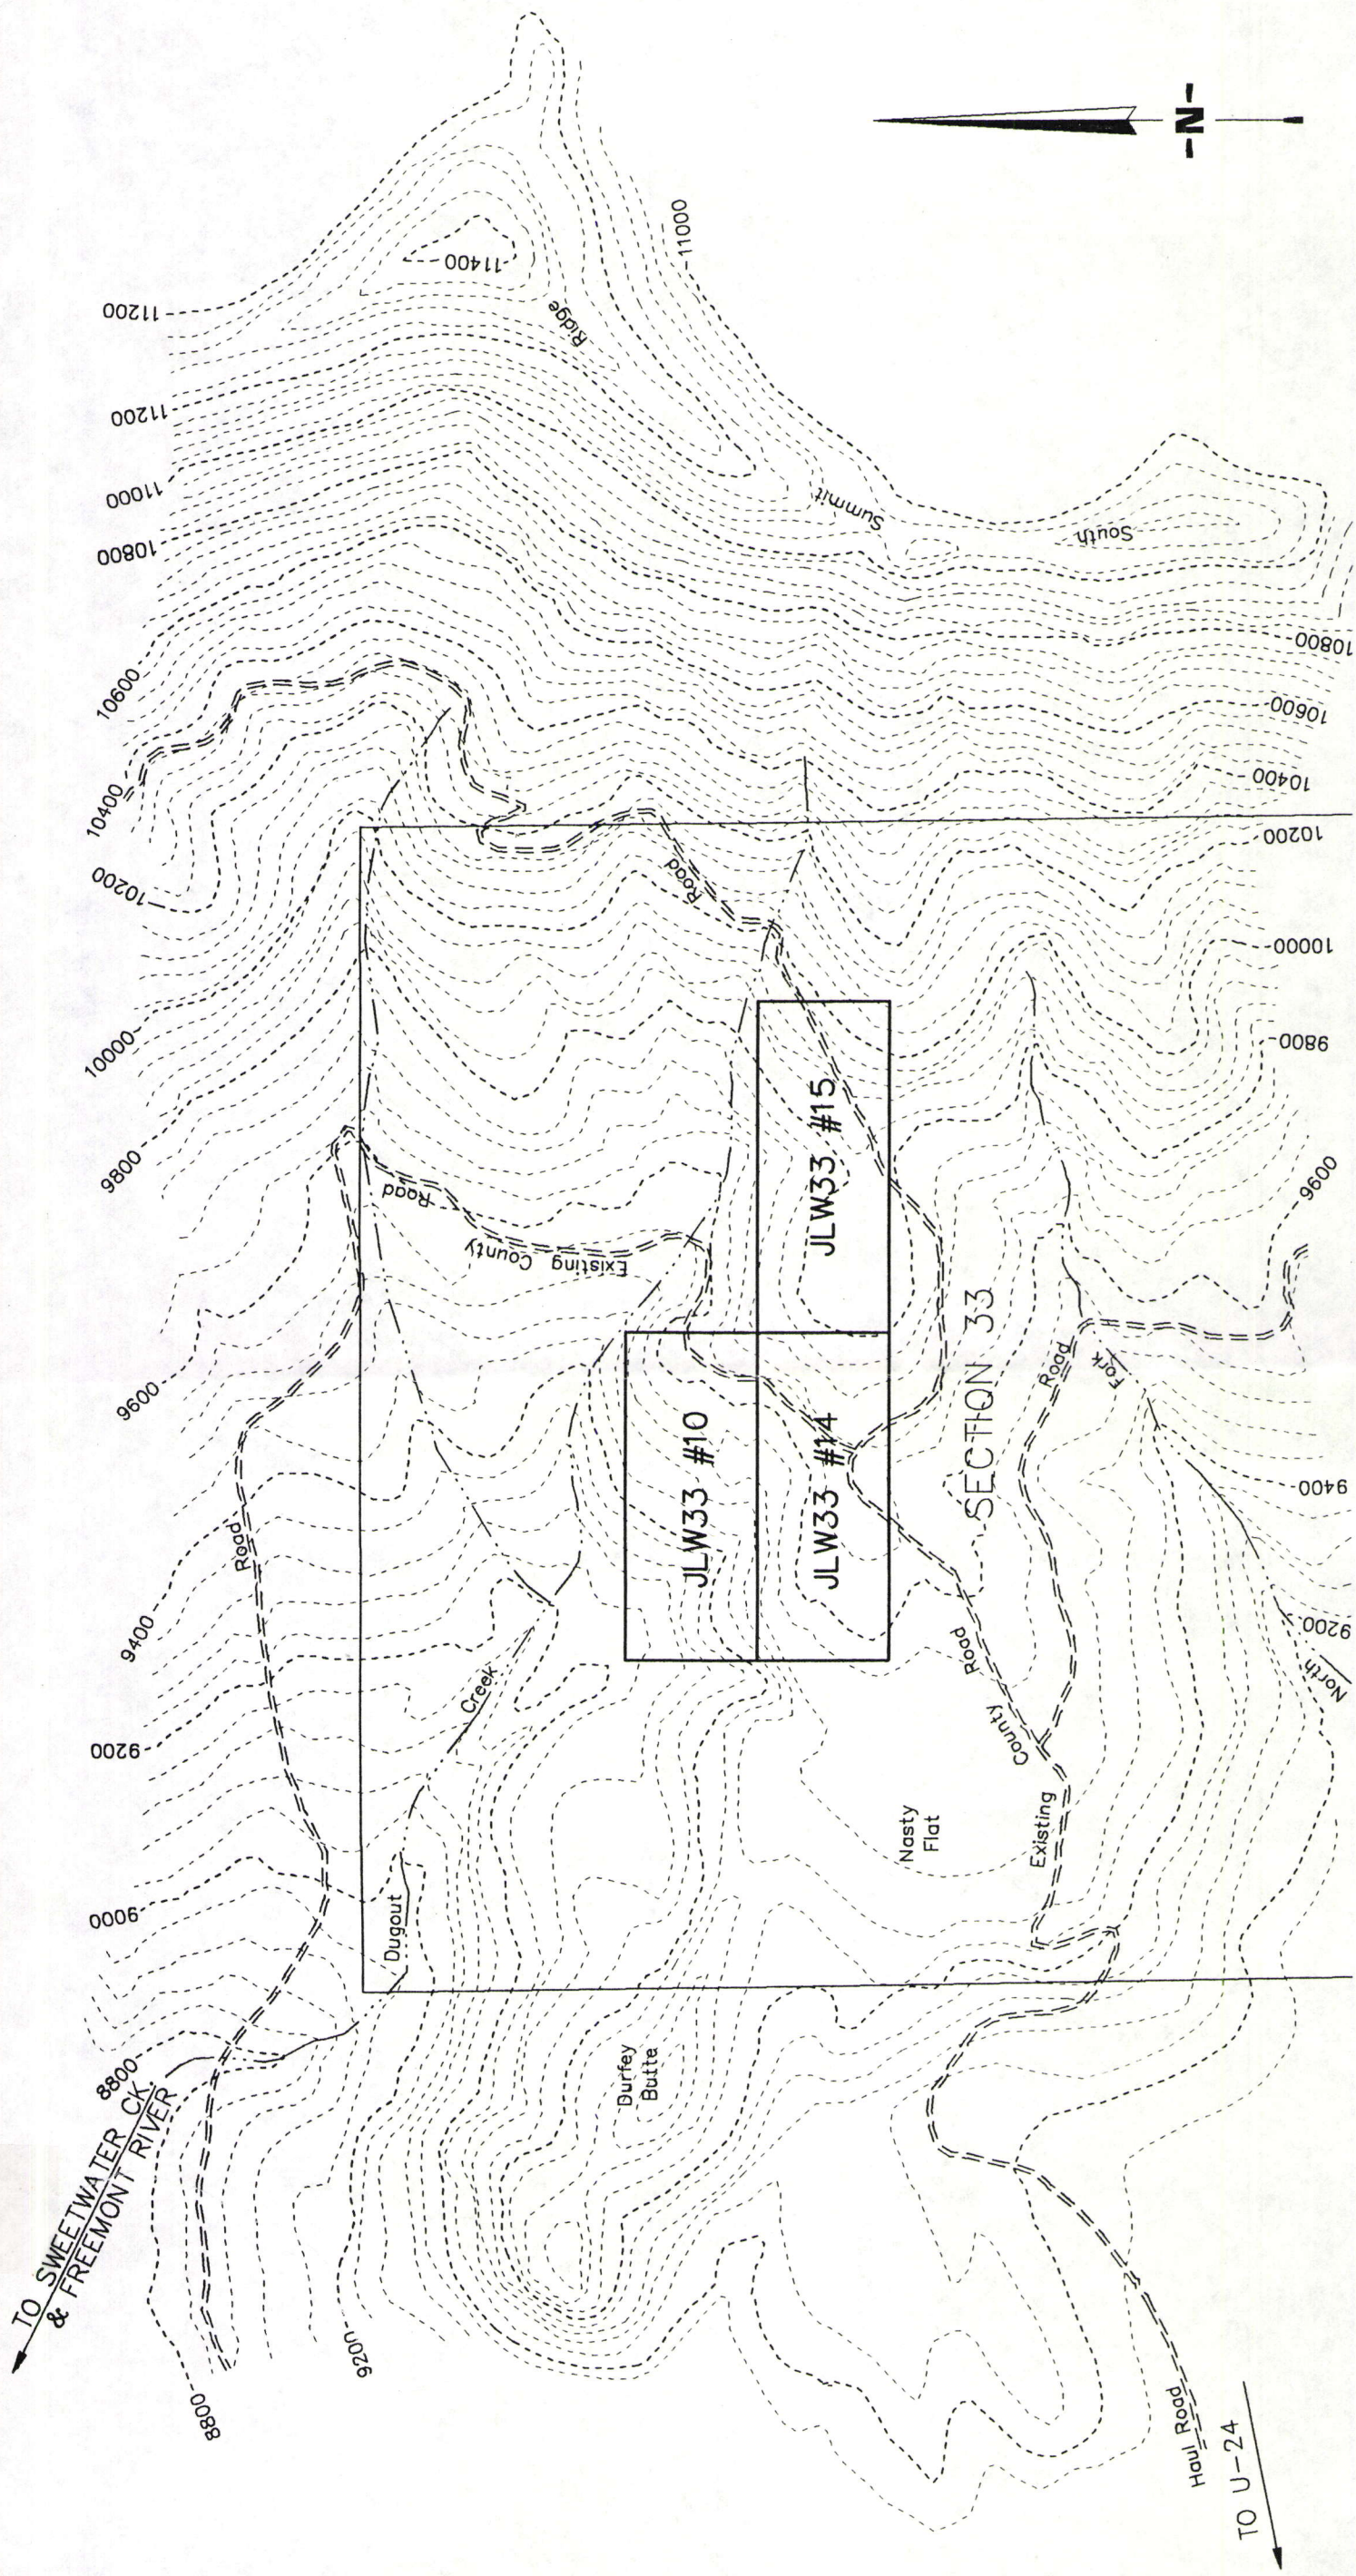 -N-
11200
11400
11000
Ridge
11200
11000
10800
Summit
South
10800
10600
10600
10400
10400
10200
10200
Road
10000
10000
9800
9800
JLW33 #15
Road
Existing County
9600
9600
SECTION 33
Road
Fork
JLW33 #10
JLW33 #14
9400
9400
Road
9200
North
Creek
Road
County
9200
Nasty
Flat
Existing
9000
Dugout
8800
Durfey
Butte
TO SWEETWATER CK.
& FREEMONT RIVER
9200
8800
Haul Road
TO U-24